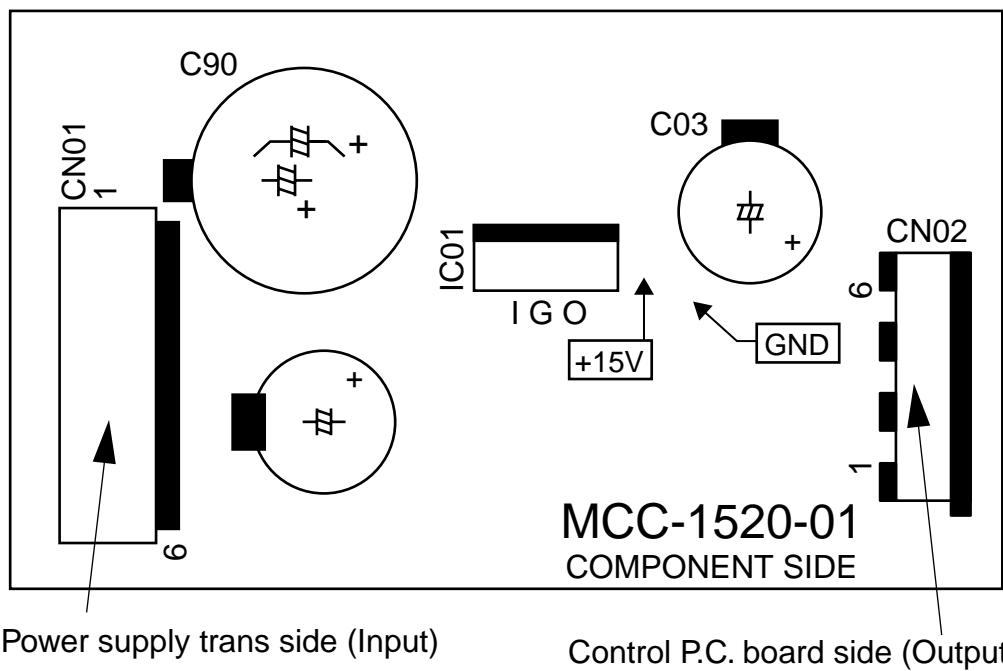 C90
CN01
1
+
+
C03
+
CN02
IC01
6
I G O
+15V
GND
+
1
6
MCC-1520-01
COMPONENT SIDE
Power supply trans side (Input)
Control P.C. board side (Output